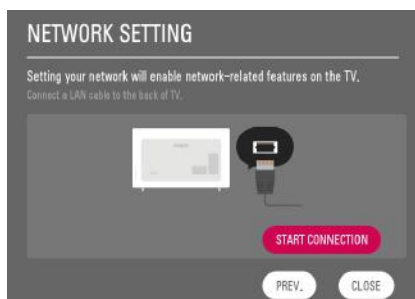 NETWORK SETTING
Setting your network will enable network-related features on the TV.
Connect a LAN cable to the back of TV.
START CONNECTION
PREV.
CLOSE